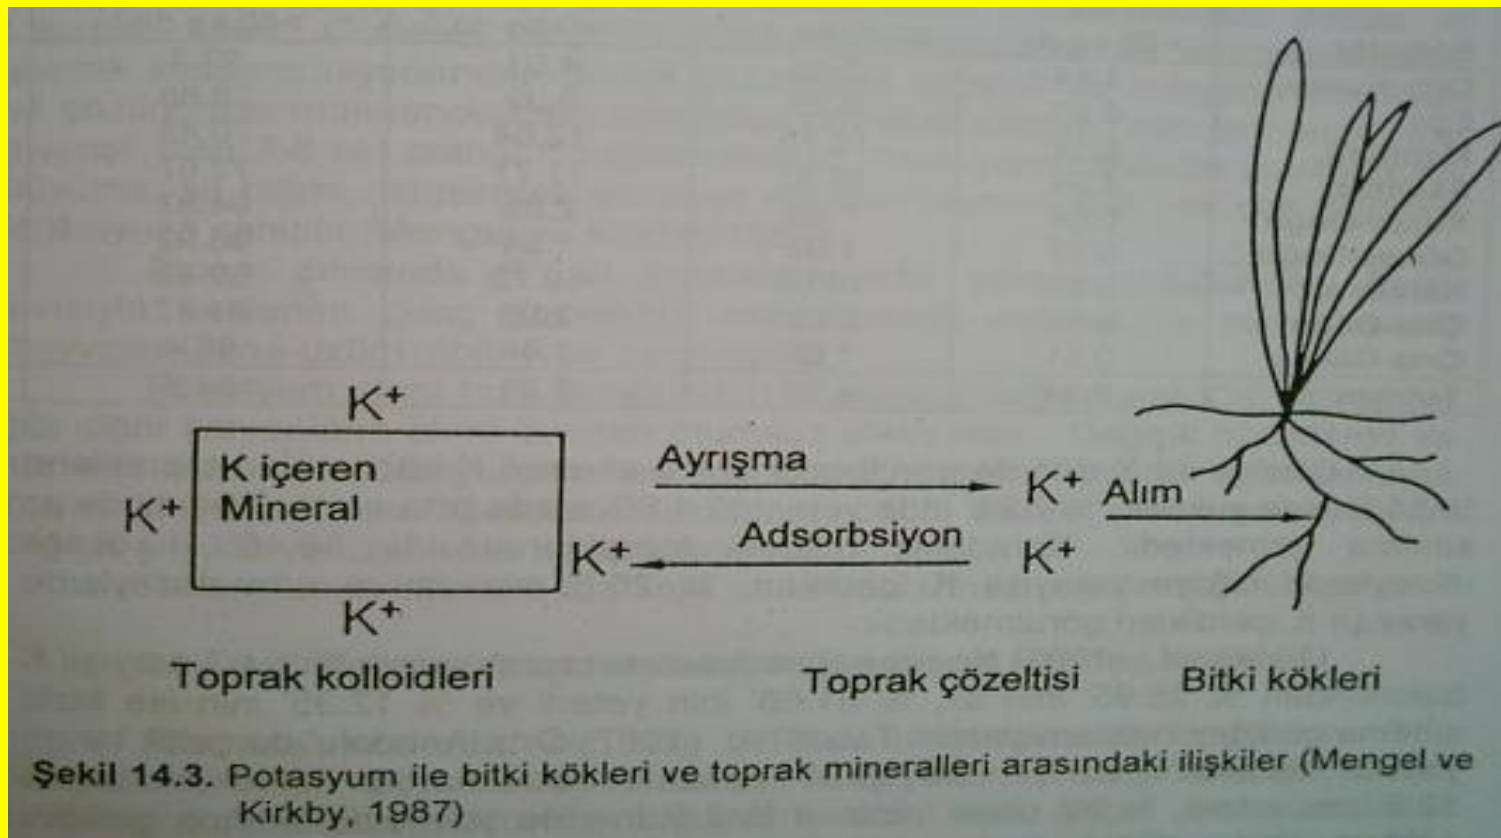 K⁺
K içeren
Mineral
K⁺
K⁺
K⁺
Ayrışma
Adsorbsiyon
K⁺
K⁺
Alım
Toprak kolloidleri
Toprak çözeltisi
Bitki kökleri
Şekil 14.3. Potasyum ile bitki kökleri ve toprak mineralleri arasındaki ilişkiler (Mengel ve
Kirkby, 1987)